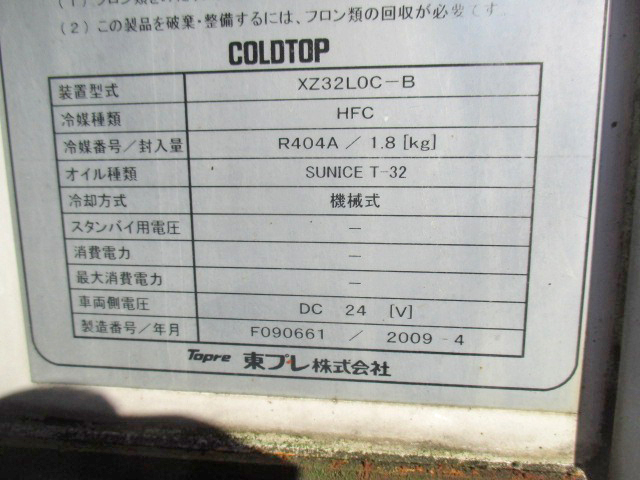 (2) この製品を破棄・整備するには、フロン類の回収が必要です。
COLDTOP
装置型式 XZ32L0C-B
冷媒種類 HFC
冷媒番号/封入量 R404A / 1.8 [kg]
オイル種類 SUNICE T-32
冷却方式 機械式
スタンバイ用電圧 －
消費電力 －
最大消費電力 －
車両側電圧 DC 24 [V]
製造番号/年月 F090661 / 2009 - 4
Topre 東プレ株式会社